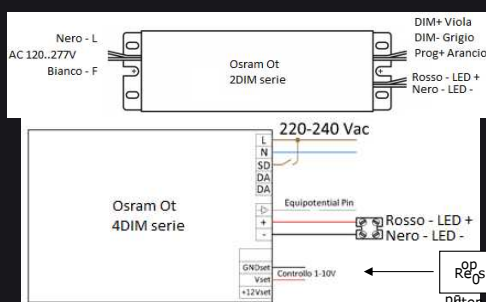 Nero - L
AC 120..277V
Bianco - F
Osram Ot
2DIM serie
DIM+ Viola
DIM- Grigio
Prog+ Arancio
Rosso - LED +
Nero - LED -
220-240 Vac
L
N
SD
DA
DA
Osram Ot
4DIM serie
Equipotential Pin
+
-
Rosso - LED +
Nero - LED -
GNDset
Vset
+12Vset
Controllo 1-10V